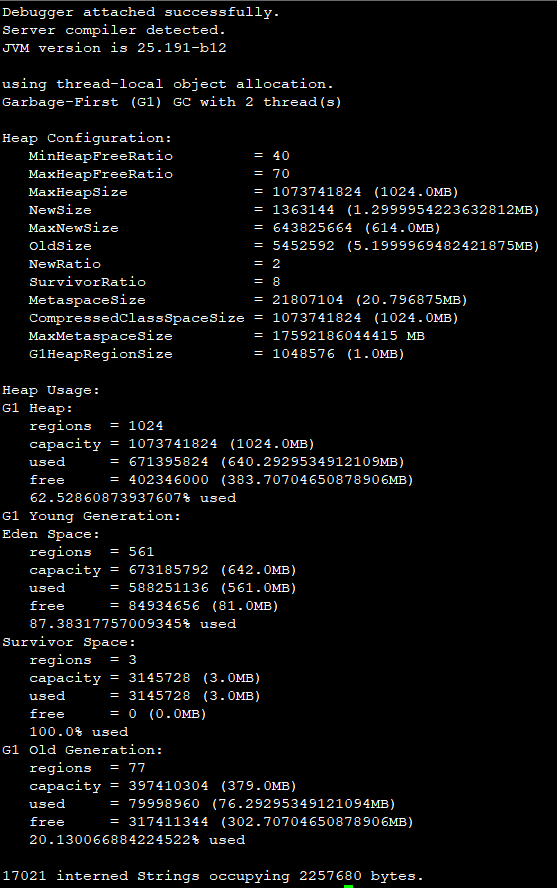 Debugger attached successfully.
Server compiler detected.
JVM version is 25.191-b12
using thread-local object allocation.
Garbage-First (G1) GC with 2 thread(s)
Heap Configuration:
MinHeapFreeRatio = 40
MaxHeapFreeRatio = 70
MaxHeapSize = 1073741824 (1024.0MB)
NewSize = 1363144 (1.2999954223632812MB)
MaxNewSize = 643825664 (614.0MB)
OldSize = 5452592 (5.1999969482421875MB)
NewRatio = 2
SurvivorRatio = 8
MetaspaceSize = 21807104 (20.796875MB)
CompressedClassSpaceSize = 1073741824 (1024.0MB)
MaxMetaspaceSize = 17592186044415 MB
G1HeapRegionSize = 1048576 (1.0MB)
Heap Usage:
G1 Heap:
regions = 1024
capacity = 1073741824 (1024.0MB)
used = 671395824 (640.2929534912109MB)
free = 402346000 (383.70704650878906MB)
62.52860873937607% used
G1 Young Generation:
Eden Space:
regions = 561
capacity = 673185792 (642.0MB)
used = 588251136 (561.0MB)
free = 84934656 (81.0MB)
87.38317757009345% used
Survivor Space:
regions = 3
capacity = 3145728 (3.0MB)
used = 3145728 (3.0MB)
free = 0 (0.0MB)
100.0% used
G1 Old Generation:
regions = 77
capacity = 397410304 (379.0MB)
used = 79998960 (76.29295349121094MB)
free = 317411344 (302.70704650878906MB)
20.130066884224522% used
17021 interned Strings occupying 2257680 bytes.